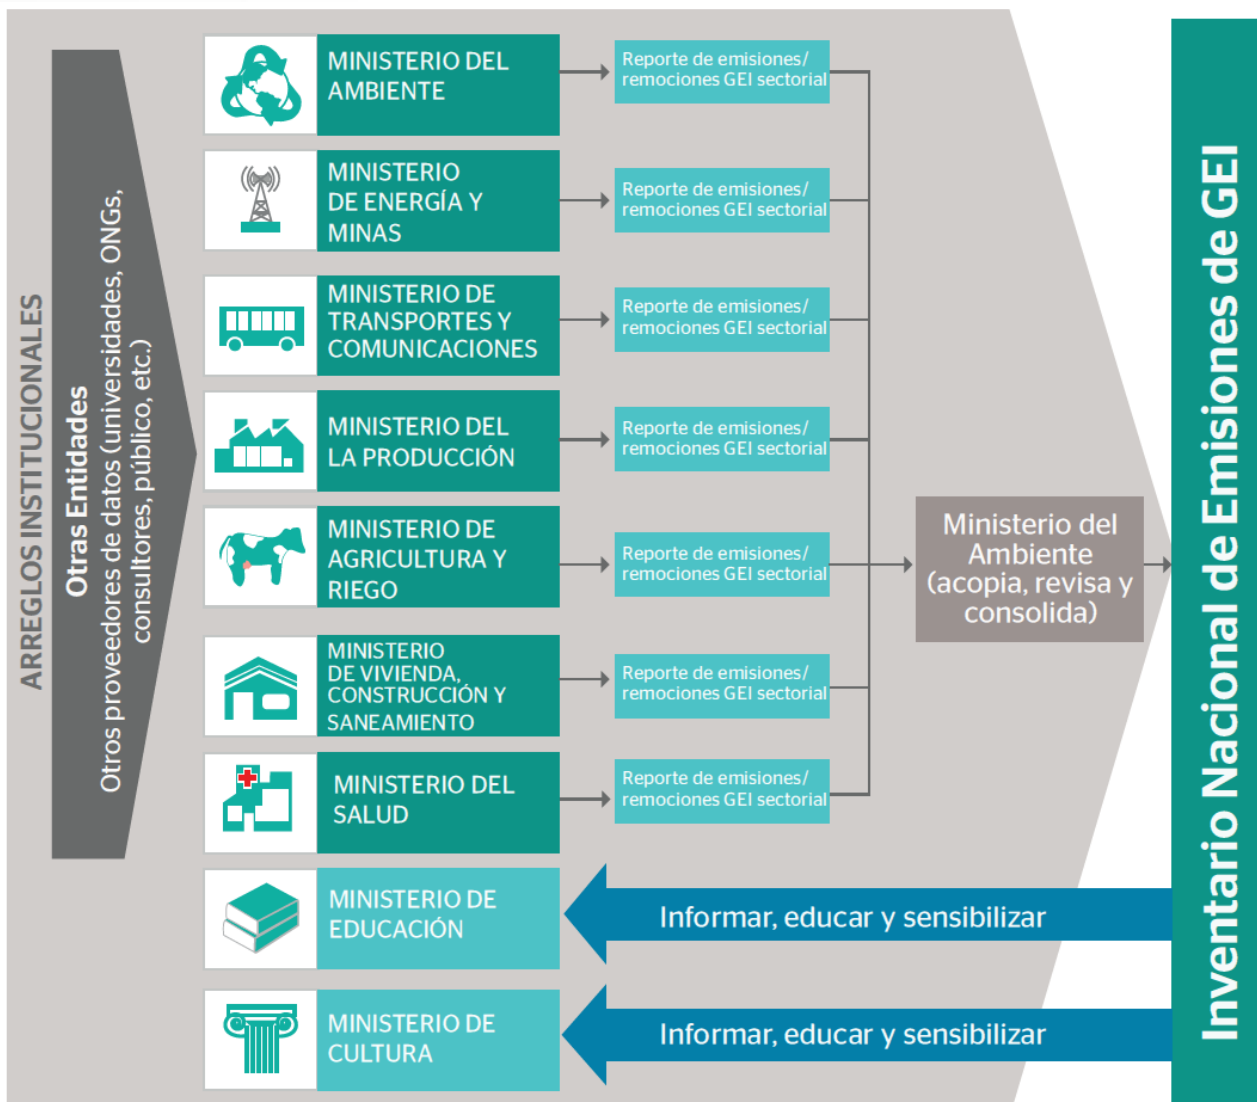 ARREGLOS INSTITUCIONALES
Otras Entidades
Otros proveedores de datos (universidades, ONGs,
consultores, público, etc.)
MINISTERIO DEL
AMBIENTE
Reporte de emisiones/
remociones GEI sectorial
MINISTERIO
DE ENERGÍA Y
MINAS
Reporte de emisiones/
remociones GEI sectorial
MINISTERIO DE
TRANSPORTES Y
COMUNICACIONES
Reporte de emisiones/
remociones GEI sectorial
MINISTERIO DEL
LA PRODUCCIÓN
Reporte de emisiones/
remociones GEI sectorial
MINISTERIO DE
AGRICULTURA Y
RIEGO
Reporte de emisiones/
remociones GEI sectorial
MINISTERIO
DE VIVIENDA,
CONSTRUCCIÓN Y
SANEAMIENTO
Reporte de emisiones/
remociones GEI sectorial
MINISTERIO DEL
SALUD
Reporte de emisiones/
remociones GEI sectorial
Ministerio del
Ambiente
(acopia, revisa y
consolida)
MINISTERIO DE
EDUCACIÓN
Informar, educar y sensibilizar
MINISTERIO DE
CULTURA
Informar, educar y sensibilizar
Inventario Nacional de Emisiones de GEI